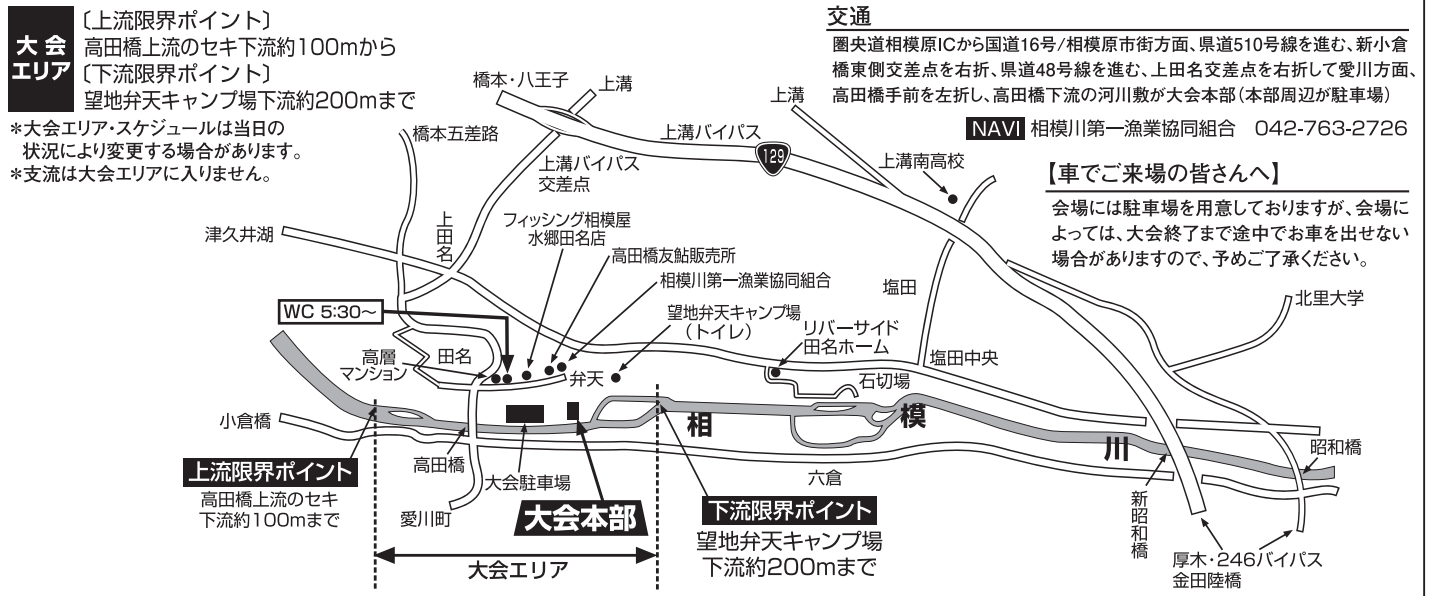 大会
エリア
〔上流限界ポイント〕
高田橋上流のセキ下流約100mから
〔下流限界ポイント〕
望地弁天キャンプ場下流約200mまで
*大会エリア・スケジュールは当日の
状況により変更する場合があります。
*支流は大会エリアに入りません。
交通
圏央道相模原ICから国道16号/相模原市街方面、県道510号線を進む、新小倉
橋東側交差点を右折、県道48号線を進む、上田名交差点を右折して愛川方面、
高田橋手前を左折し、高田橋下流の河川敷が大会本部（本部周辺が駐車場）
NAVI 相模川第一漁業協同組合 042-763-2726
【車でご来場の皆さんへ】
会場には駐車場を用意しておりますが、会場に
よっては、大会終了まで途中でお車を出せない
場合がありますので、予めご了承ください。
橋本・八王子
上溝
橋本五差路
上溝バイパス
129
上溝
上溝南高校
上溝バイパス
交差点
上田名
フィッシング相模屋
水郷田名店
津久井湖
高田橋友鮎販売所
相模川第一漁業協同組合
塩田
北里大学
WC 5:30〜
望地弁天キャンプ場
（トイレ）
リバーサイド
田名ホーム
塩田中央
高層
マンション
田名
弁天
石切場
小倉橋
相
模
川
昭和橋
上流限界ポイント
高田橋上流のセキ
下流約100mまで
高田橋
大会駐車場
六倉
愛川町
大会本部
下流限界ポイント
望地弁天キャンプ場
下流約200mまで
新昭和橋
大会エリア
厚木・246バイパス
金田陸橋